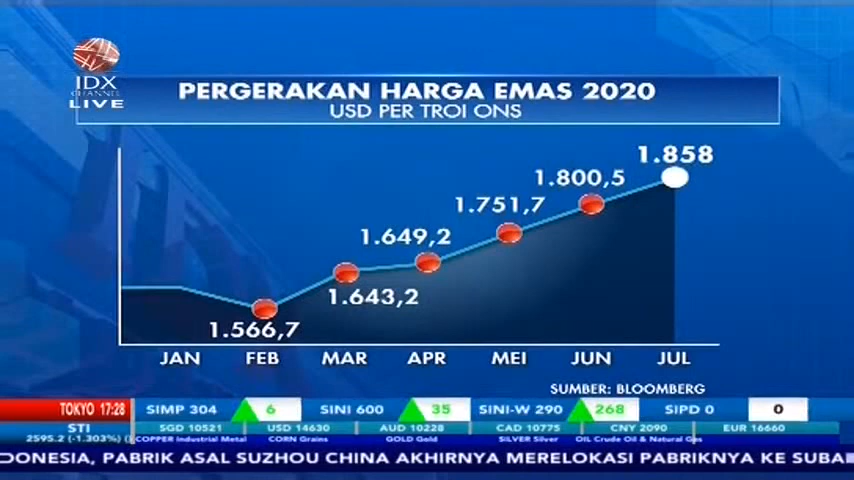 IDX
CHANNEL
LIVE
PERGERAKAN HARGA EMAS 2020
USD PER TROI ONS
1.858
1.800,5
1.751,7
1.649,2
1.643,2
1.566,7
JAN FEB MAR APR MEI JUN JUL
SUMBER: BLOOMBERG
TOKYO 17:28 SIMP 304 6 SINI 600 35 SINI-W 290 268 SIPD 0 0
STI SGD 10521 USD 14630 AUD 10228 CAD 10775 CNY 2090 EUR 16660
2595.2 (-1.303%) COPPER Industrial Metal CORN Grains GOLD Gold SILVER Silver OIL Crude Oil & Natural Gas
DONESIA, PABRIK ASAL SUZHOU CHINA AKHIRNYA MERELOKASI PABRIKNYA KE SUBA